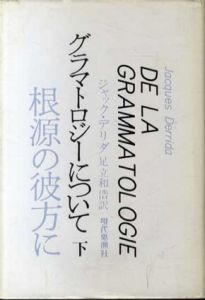 Jacques Derrida
DE LA
GRAMMATOLOGIE
ジャック・デリダ 足立和浩訳 現代思潮社
グラマトロジーについて 下
根源の彼方に